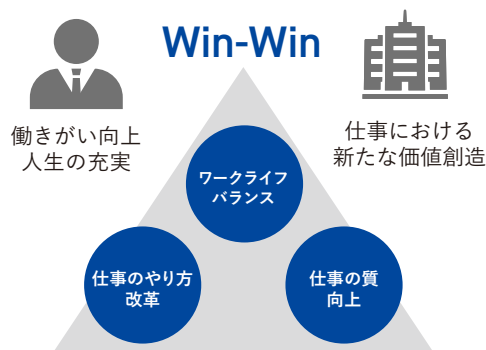 Win-Win
働きがい向上
人生の充実
仕事における
新たな価値創造
ワークライフ
バランス
仕事のやり方
改革
仕事の質
向上